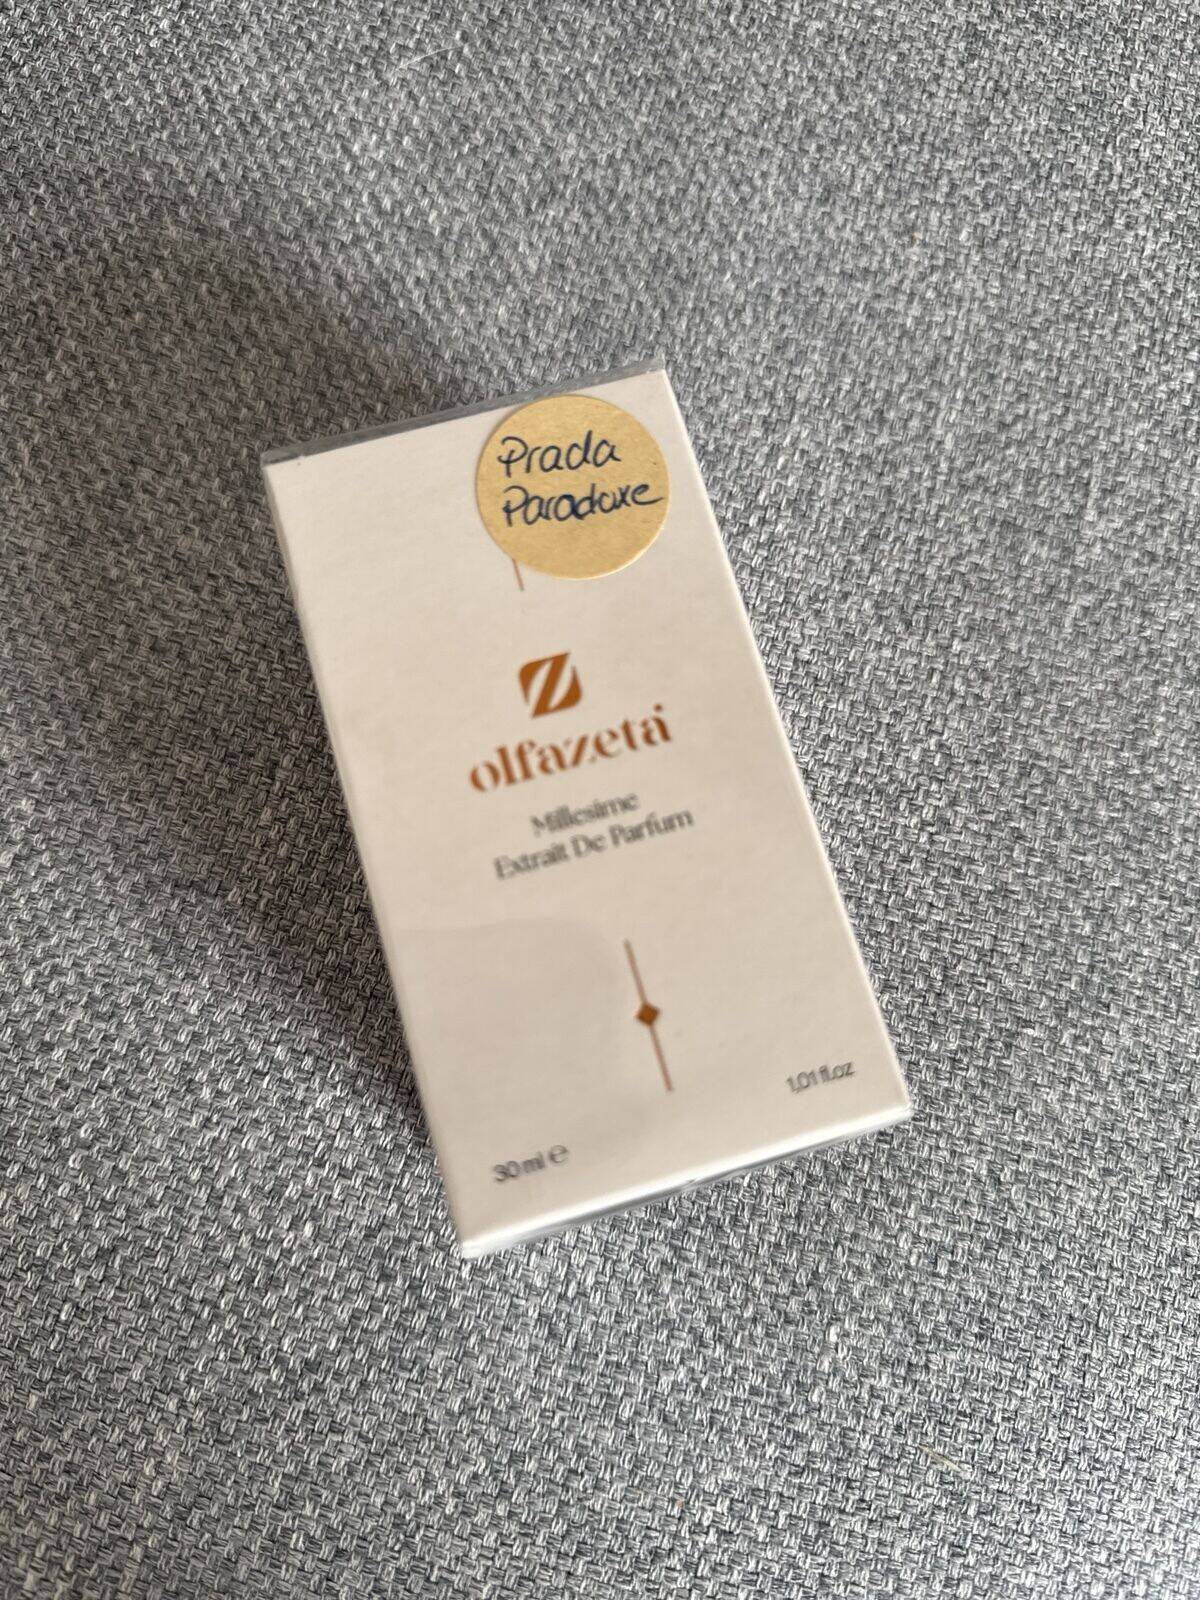 Prada
Paradoxe
Z
olfazeta
Millesime
Extrait De Parfum
1,01 fl.oz
30 ml ℮